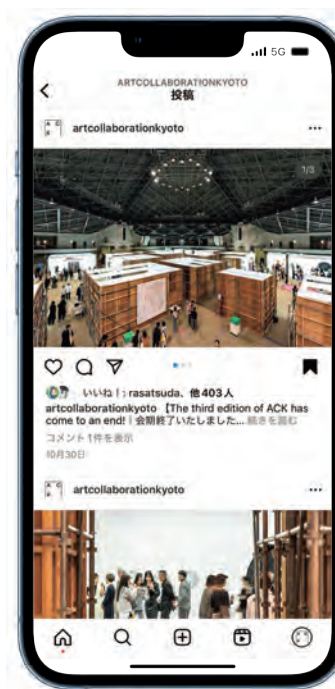 5G
ARTCOLLABORATIONKYOTO
投稿
A C
K
artcollaborationkyoto
1/3
いいね！：rasatsuda、他403人
artcollaborationkyoto 【The third edition of ACK has
come to an end!｜会期終了いたしました... 続きを読む
コメント1件を表示
10月30日
A C
K
artcollaborationkyoto